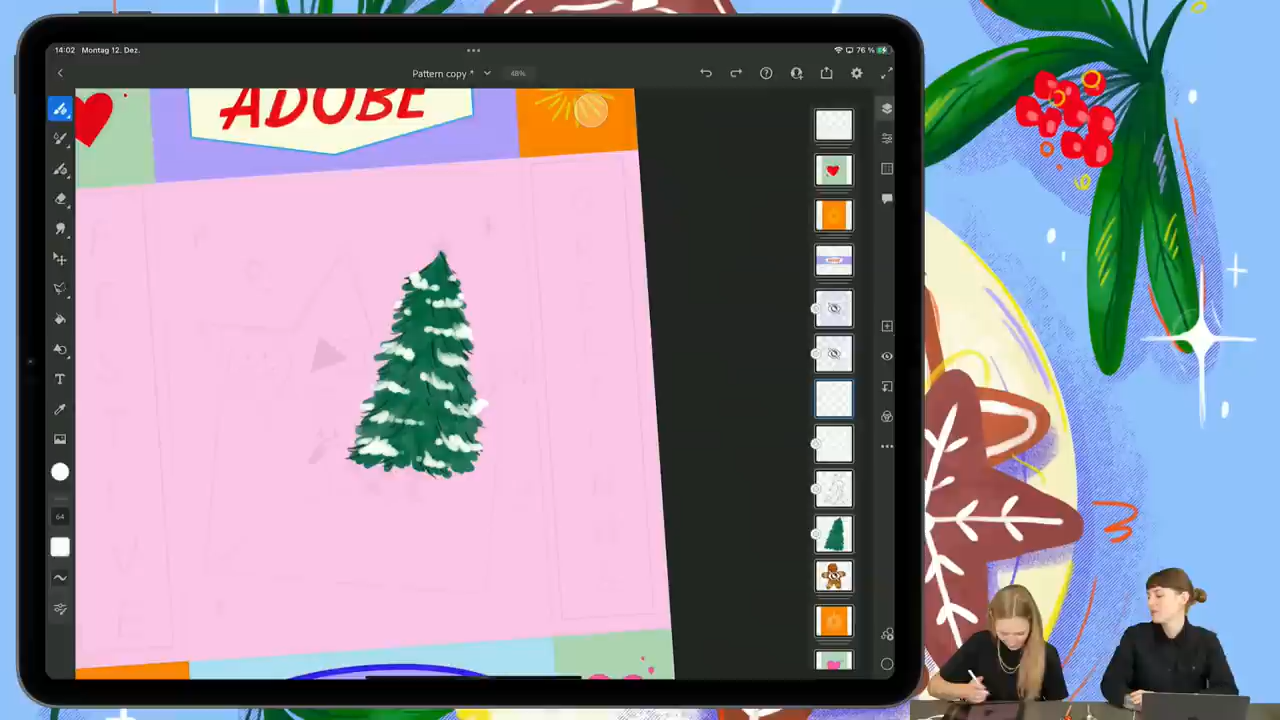 14:02 Montag 12. Dez.
76 %
Pattern copy *
48%
ADOBE
64